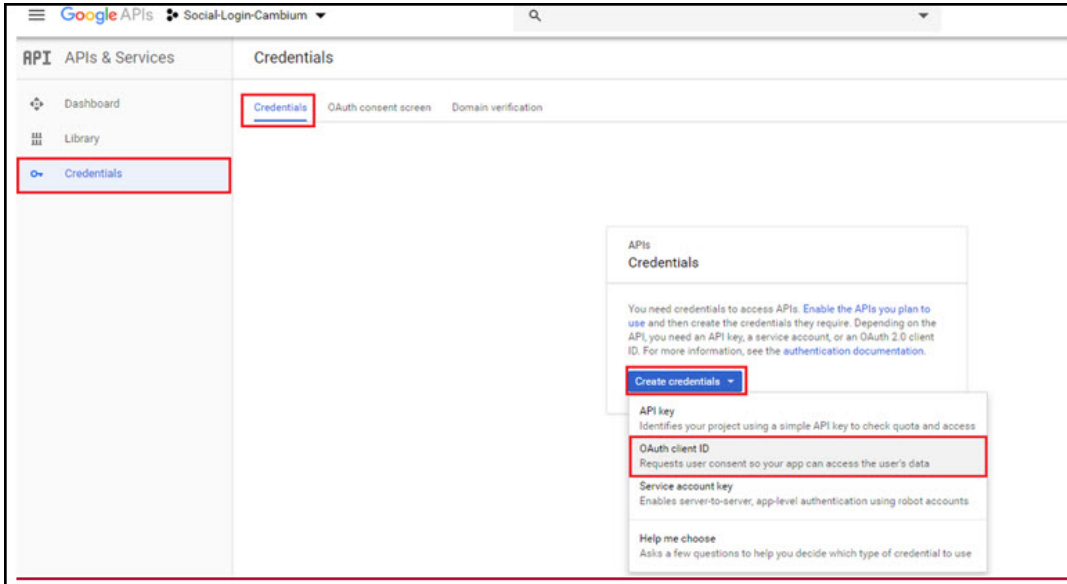 Google APIs Social-Login-Cambium
API APIs & Services
Credentials
Dashboard
Library
Credentials
Credentials OAuth consent screen Domain verification
APIs
Credentials
You need credentials to access APIs. Enable the APIs you plan to
use and then create the credentials they require. Depending on the
API, you need an API key, a service account, or an OAuth 2.0 client
ID. For more information, see the authentication documentation.
Create credentials
API key
Identifies your project using a simple API key to check quota and access
OAuth client ID
Requests user consent so your app can access the user's data
Service account key
Enables server-to-server, app-level authentication using robot accounts
Help me choose
Asks a few questions to help you decide which type of credential to use